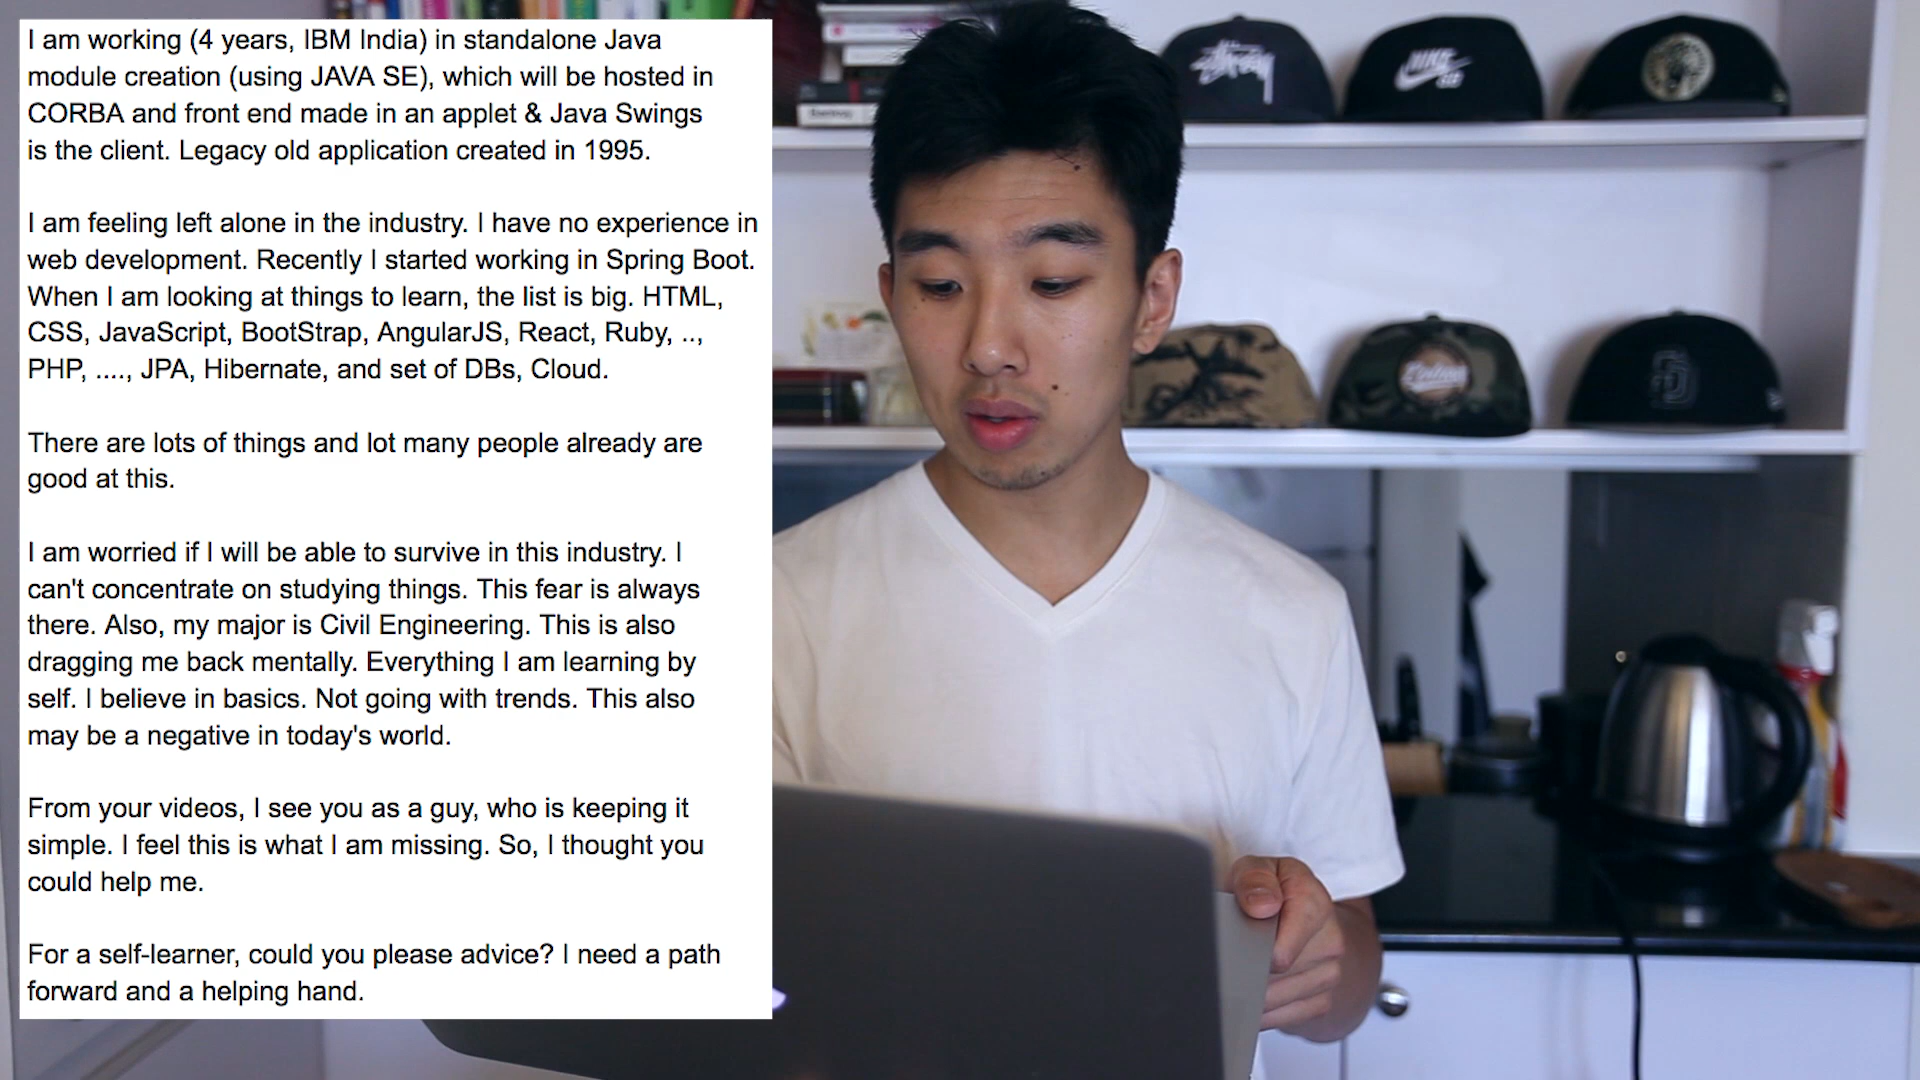 I am working (4 years, IBM India) in standalone Java
module creation (using JAVA SE), which will be hosted in
CORBA and front end made in an applet & Java Swings
is the client. Legacy old application created in 1995.
I am feeling left alone in the industry. I have no experience in
web development. Recently I started working in Spring Boot.
When I am looking at things to learn, the list is big. HTML,
CSS, JavaScript, BootStrap, AngularJS, React, Ruby, ..,
PHP, ...., JPA, Hibernate, and set of DBs, Cloud.
There are lots of things and lot many people already are
good at this.
I am worried if I will be able to survive in this industry. I
can't concentrate on studying things. This fear is always
there. Also, my major is Civil Engineering. This is also
dragging me back mentally. Everything I am learning by
self. I believe in basics. Not going with trends. This also
may be a negative in today's world.
From your videos, I see you as a guy, who is keeping it
simple. I feel this is what I am missing. So, I thought you
could help me.
For a self-learner, could you please advice? I need a path
forward and a helping hand.
NIKE
SB
SD